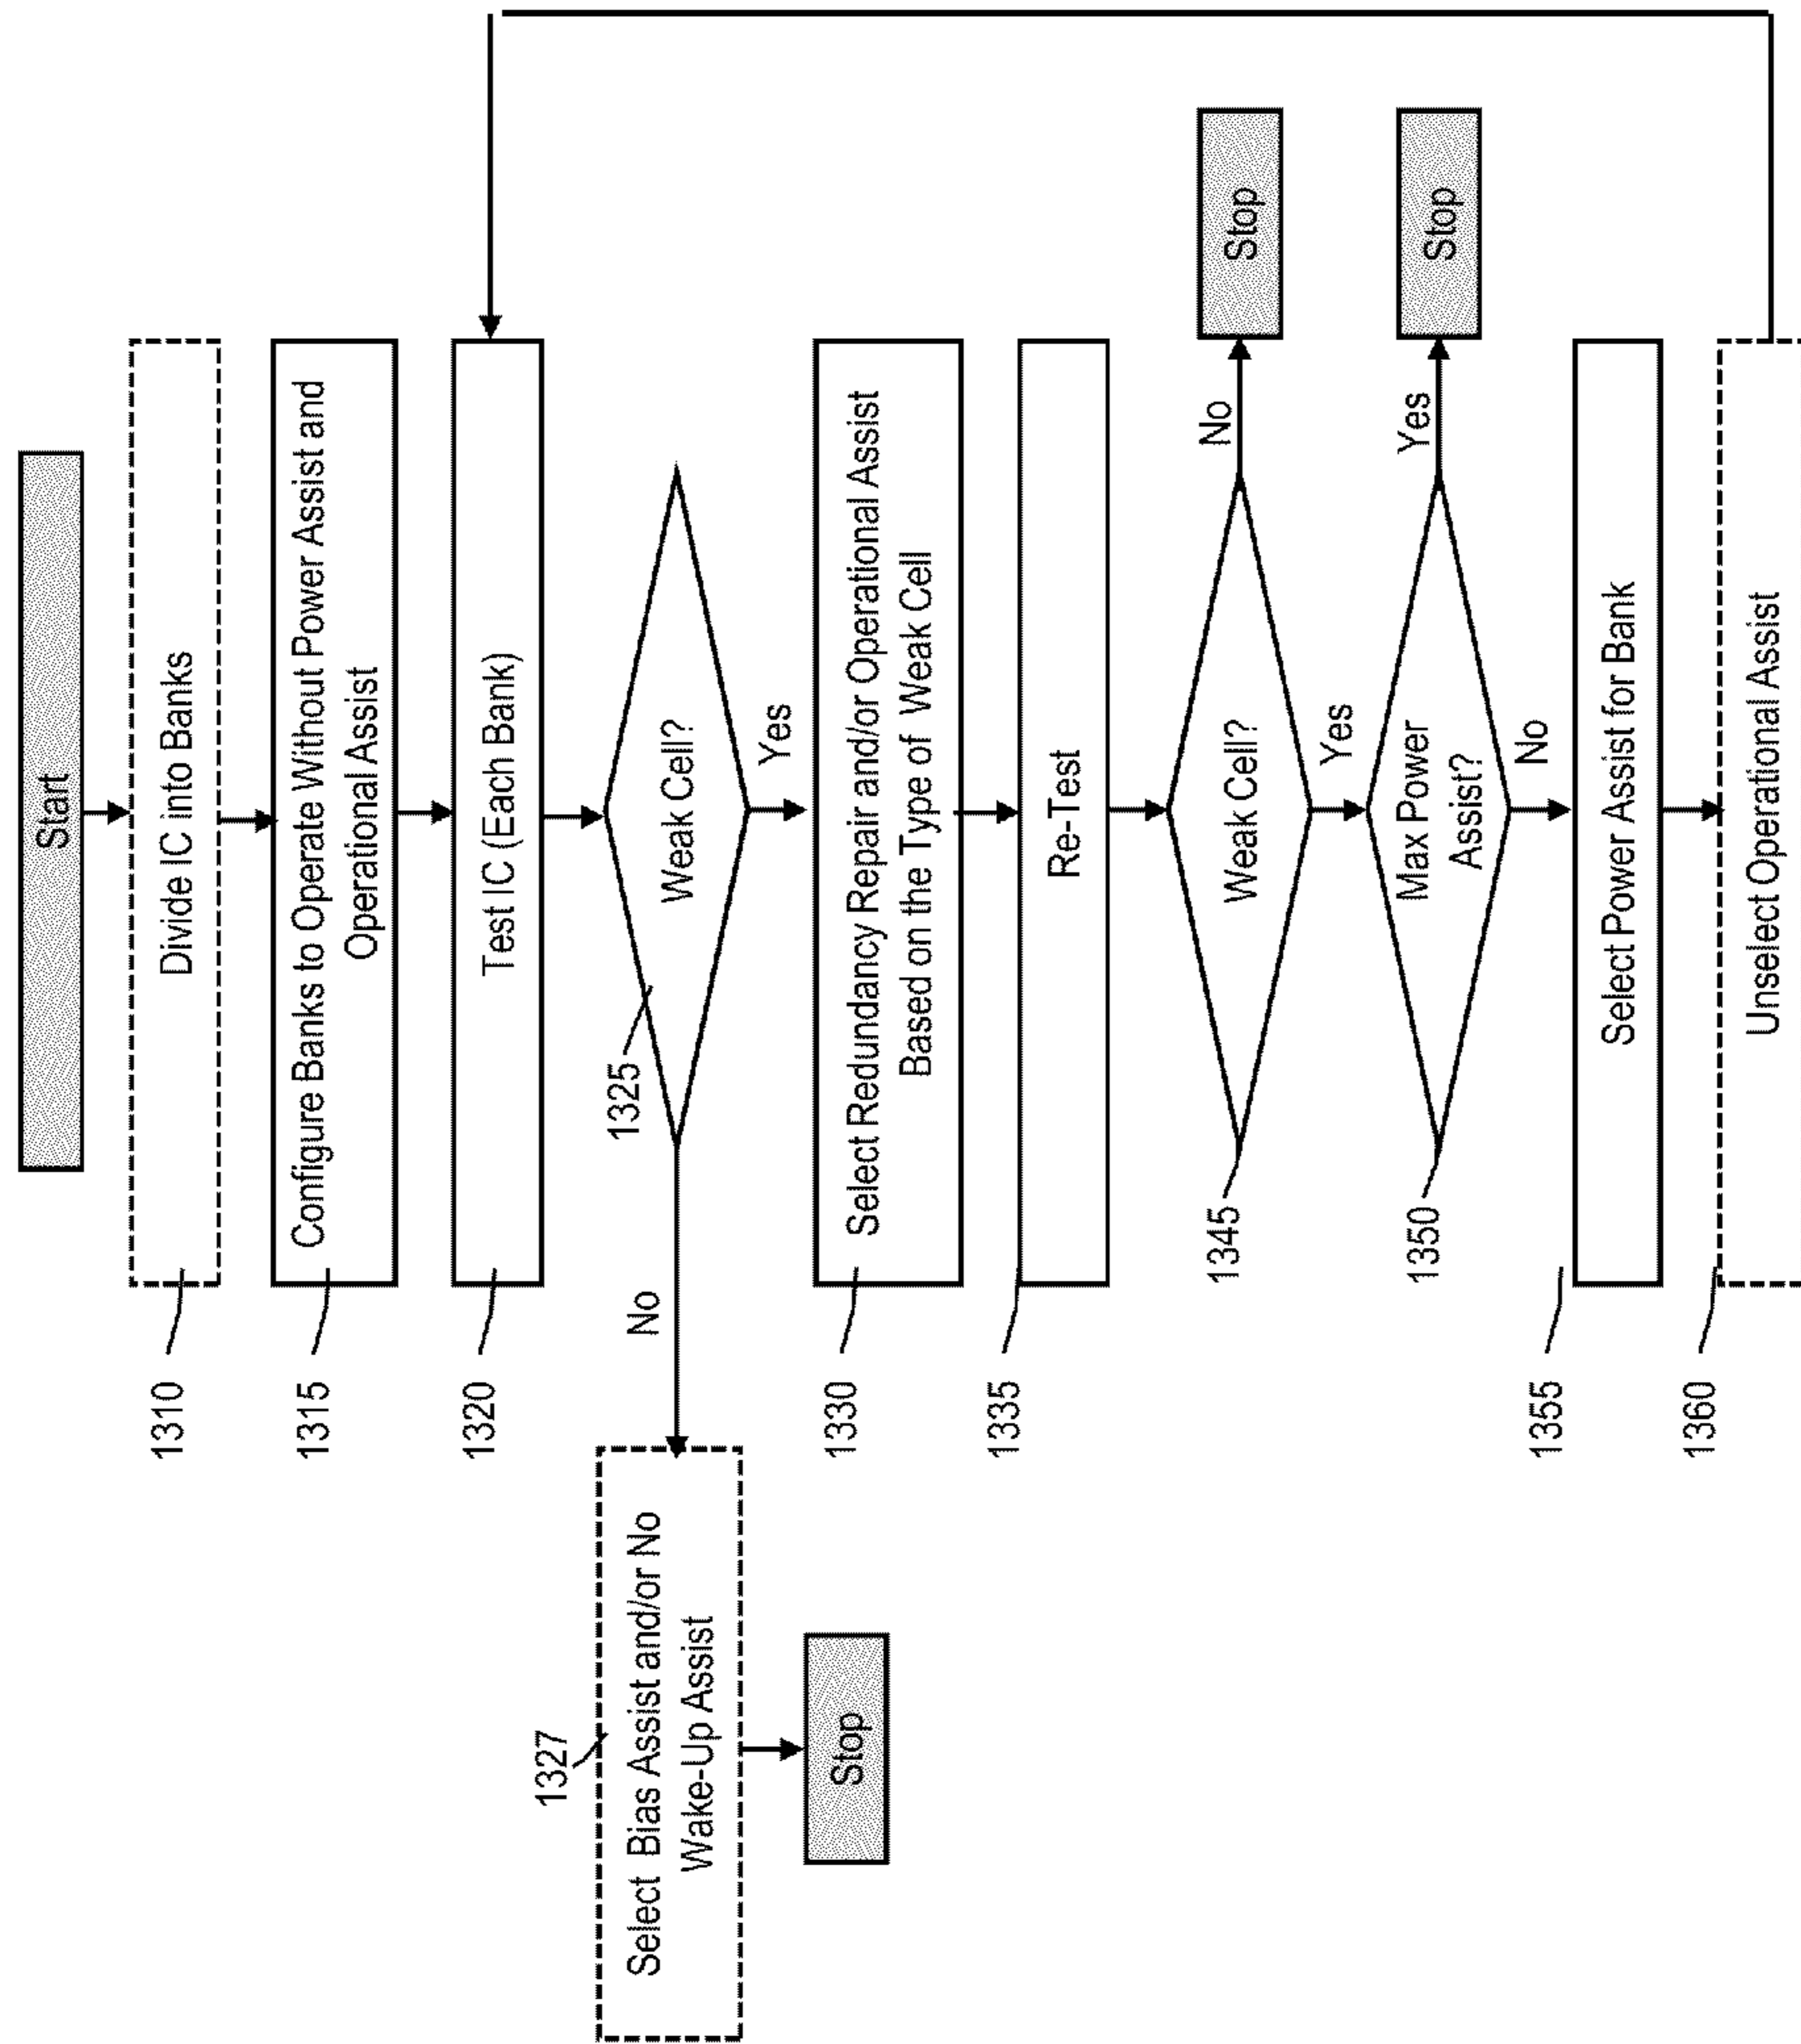 Start
Divide IC into Banks
1310
Configure Banks to Operate Without Power Assist and
Operational Assist
1315
Test IC (Each Bank)
1320
Weak Cell?
1325
No
Yes
1327
Select Bias Assist and/or No
Wake-Up Assist
Stop
Select Redundancy Repair and/or Operational Assist
Based on the Type of Weak Cell
1330
Re-Test
1335
Weak Cell?
1345
No
Stop
Yes
Max Power
Assist?
1350
Yes
Stop
No
Select Power Assist for Bank
1355
Unselect Operational Assist
1360